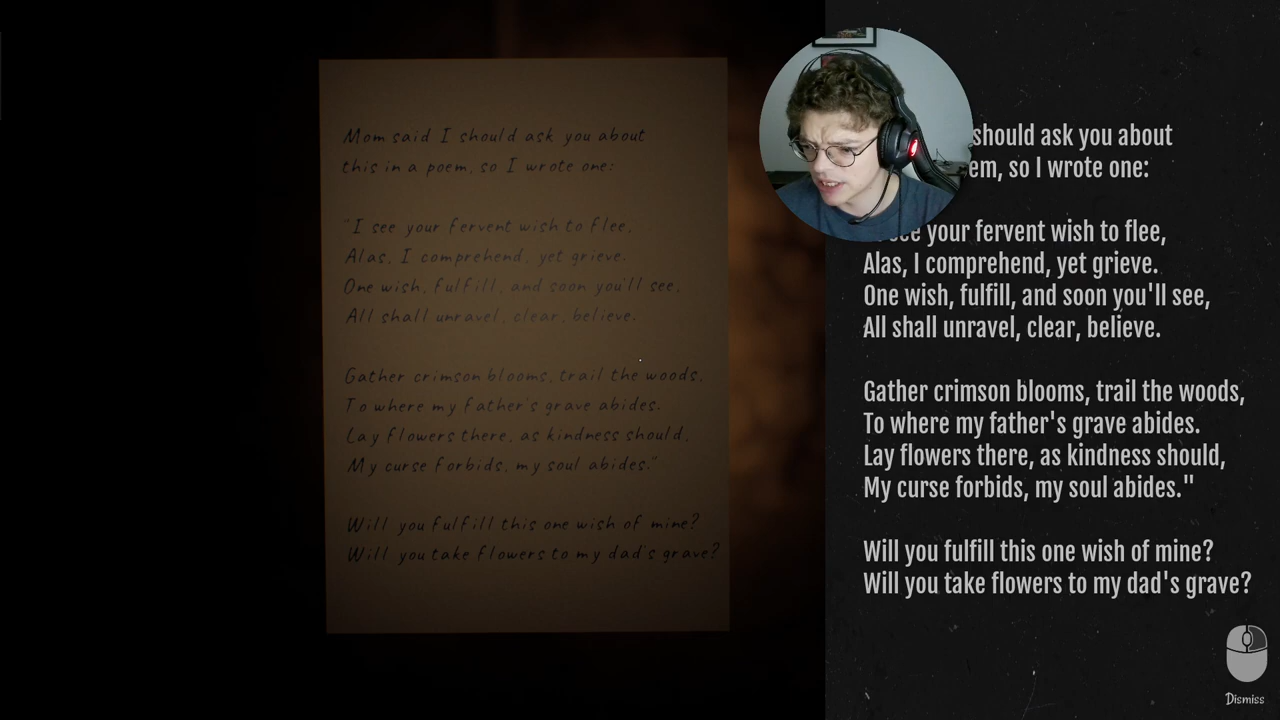 Mom said I should ask you about
this in a poem, so I wrote one:
"I see your fervent wish to flee,
Alas, I comprehend, yet grieve.
One wish, fulfill, and soon you'll see,
All shall unravel, clear, believe.
Gather crimson blooms, trail the woods,
To where my father's grave abides.
Lay flowers there, as kindness should,
My curse forbids, my soul abides."
Will you fulfill this one wish of mine?
Will you take flowers to my dad's grave?
should ask you about
em, so I wrote one:
see your fervent wish to flee,
Alas, I comprehend, yet grieve.
One wish, fulfill, and soon you'll see,
All shall unravel, clear, believe.
Gather crimson blooms, trail the woods,
To where my father's grave abides.
Lay flowers there, as kindness should,
My curse forbids, my soul abides."
Will you fulfill this one wish of mine?
Will you take flowers to my dad's grave?
Dismiss